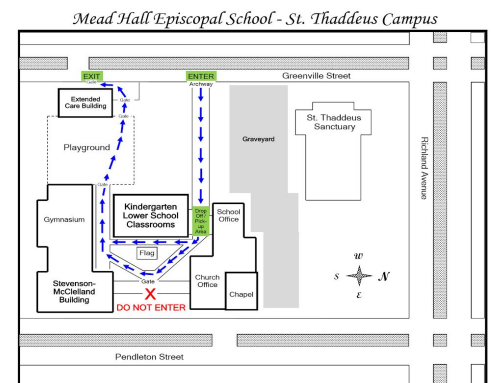 Mead Hall Episcopal School - St. Thaddeus Campus
EXIT
ENTER
Greenville Street
Gate
Archway
Extended
Care Building
Gate
Playground
Graveyard
St. Thaddeus
Sanctuary
Richland Avenue
Gate
Gymnasium
Kindergarten
Lower School
Classrooms
Drop
Off /
Pick-
up
Area
School
Office
Flag
Stevenson-
McClelland
Building
Gate
Church
Office
Chapel
X
DO NOT ENTER
W
S
N
E
Pendleton Street